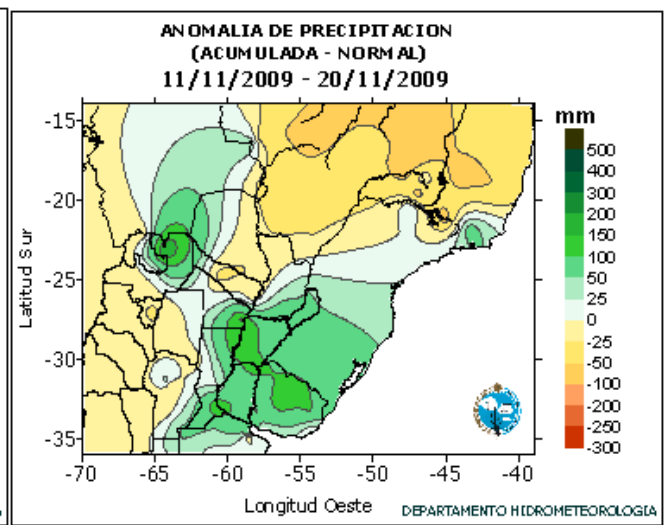 ANOMALIA DE PRECIPITACION
(ACUMULADA - NORMAL)
11/11/2009 - 20/11/2009
mm
500
400
300
200
150
100
50
25
0
-25
-50
-100
-200
-300
Latitud Sur
-15
-20
-25
-30
-35
-70 -65 -60 -55 -50 -45 -40
Longitud Oeste
DEPARTAMENTO HIDROMETEOROLOGIA